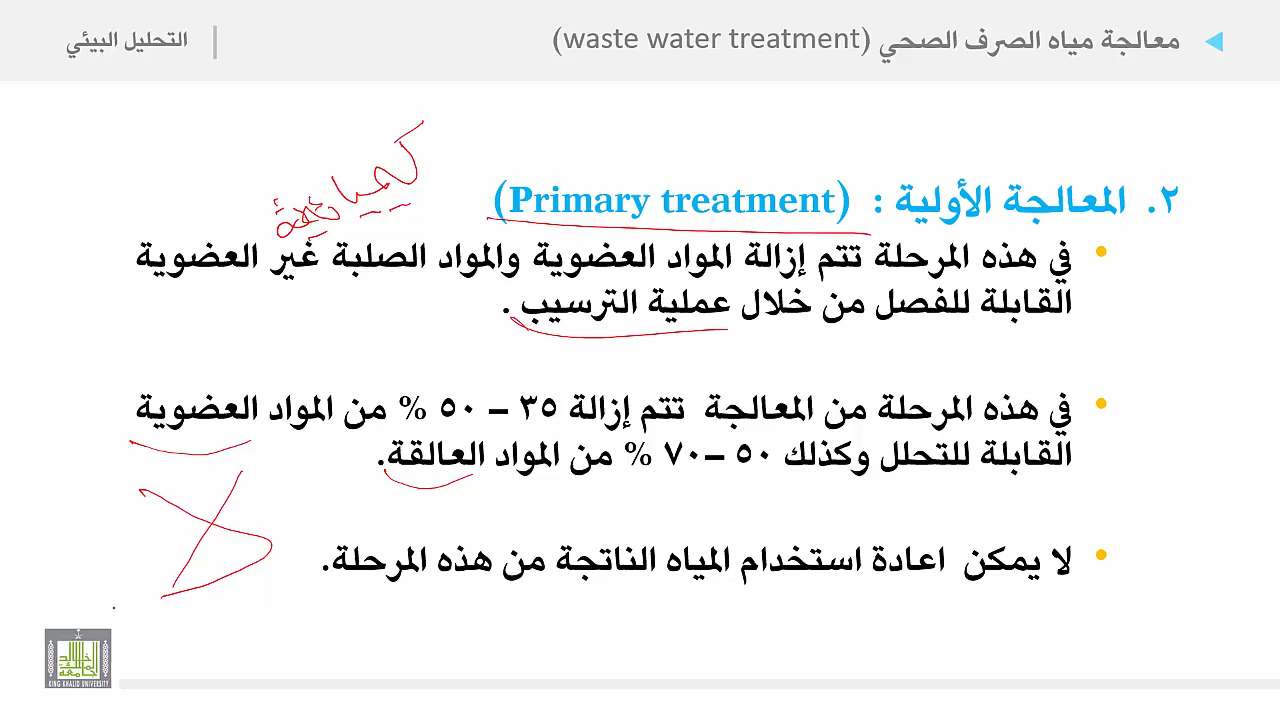 معالجة مياه الصرف الصحي (waste water treatment)
التحليل البيئي
٢. المعالجة الأولية : (Primary treatment)
في هذه المرحلة تتم إزالة المواد العضوية والمواد الصلبة غير العضوية
القابلة للفصل من خلال عملية الترسيب .
في هذه المرحلة من المعالجة تتم إزالة ٣٥ – ٥٠ % من المواد العضوية
القابلة للتحلل وكذلك ٥٠ –٧٠ % من المواد العالقة.
لا يمكن اعادة استخدام المياه الناتجة من هذه المرحلة.
KING KHALID UNIVERSITY